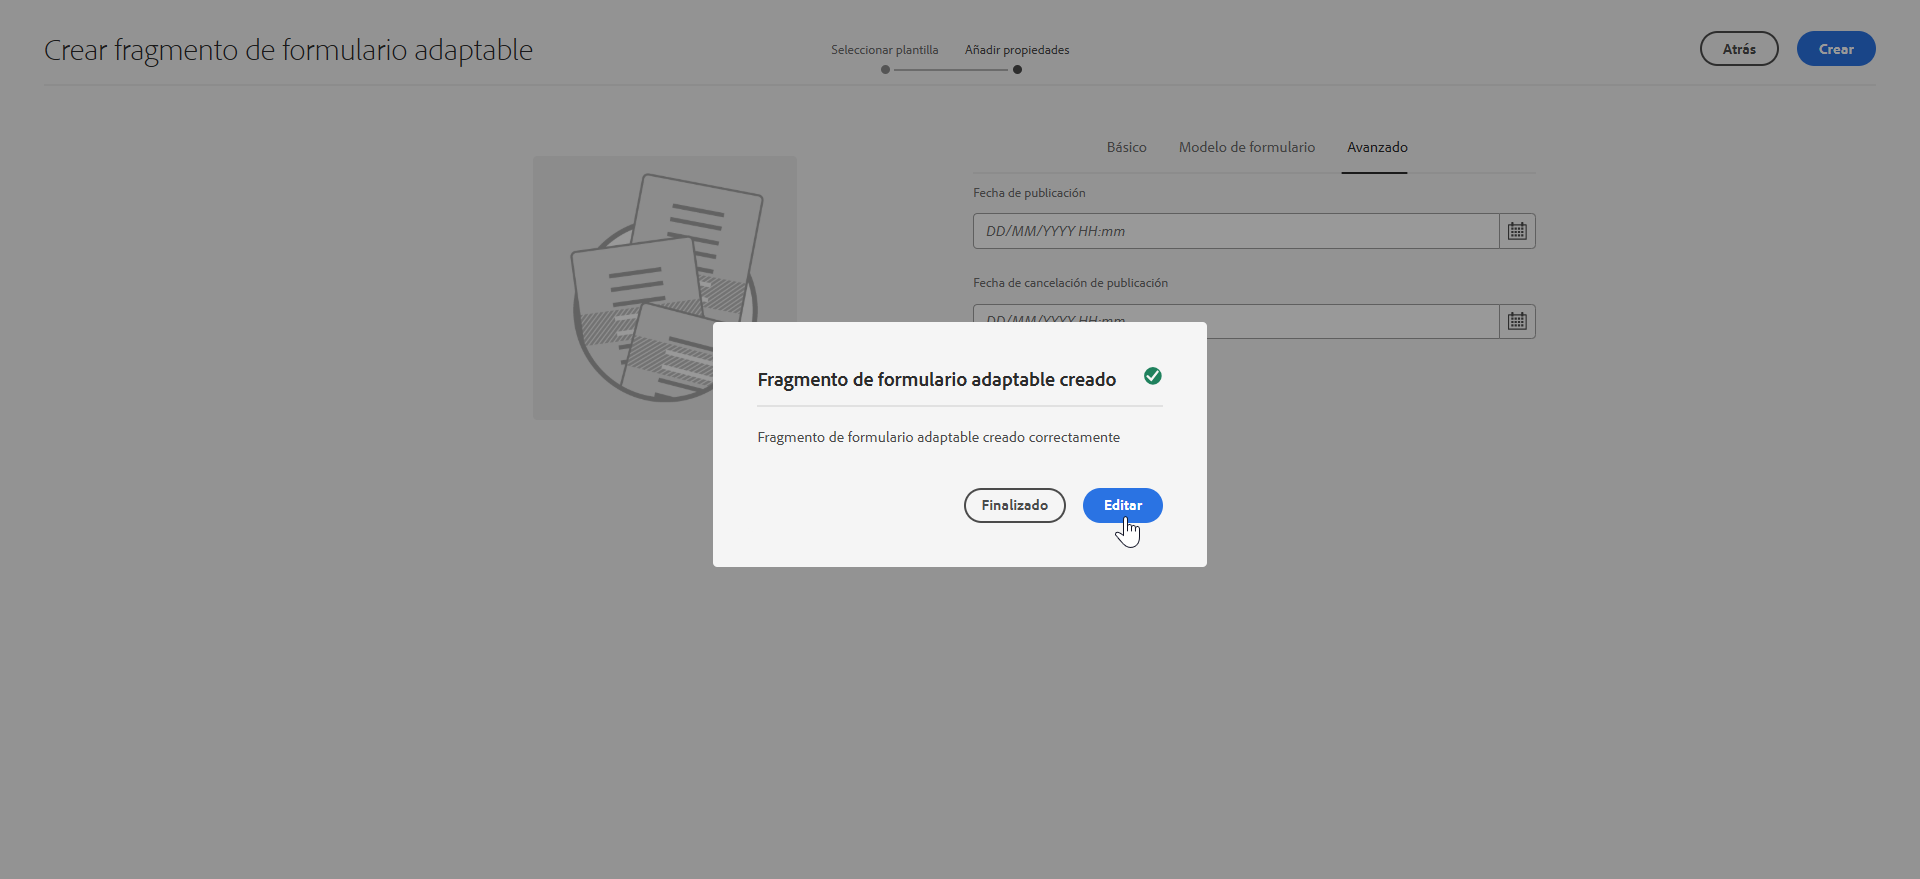 Crear fragmento de formulario adaptable
Seleccionar plantilla
Añadir propiedades
Atrás
Crear
Básico
Modelo de formulario
Avanzado
Fecha de publicación
DD/MM/YYYY HH:mm
Fecha de cancelación de publicación
DD/MM/YYYY HH:mm
Fragmento de formulario adaptable creado
Fragmento de formulario adaptable creado correctamente
Finalizado
Editar